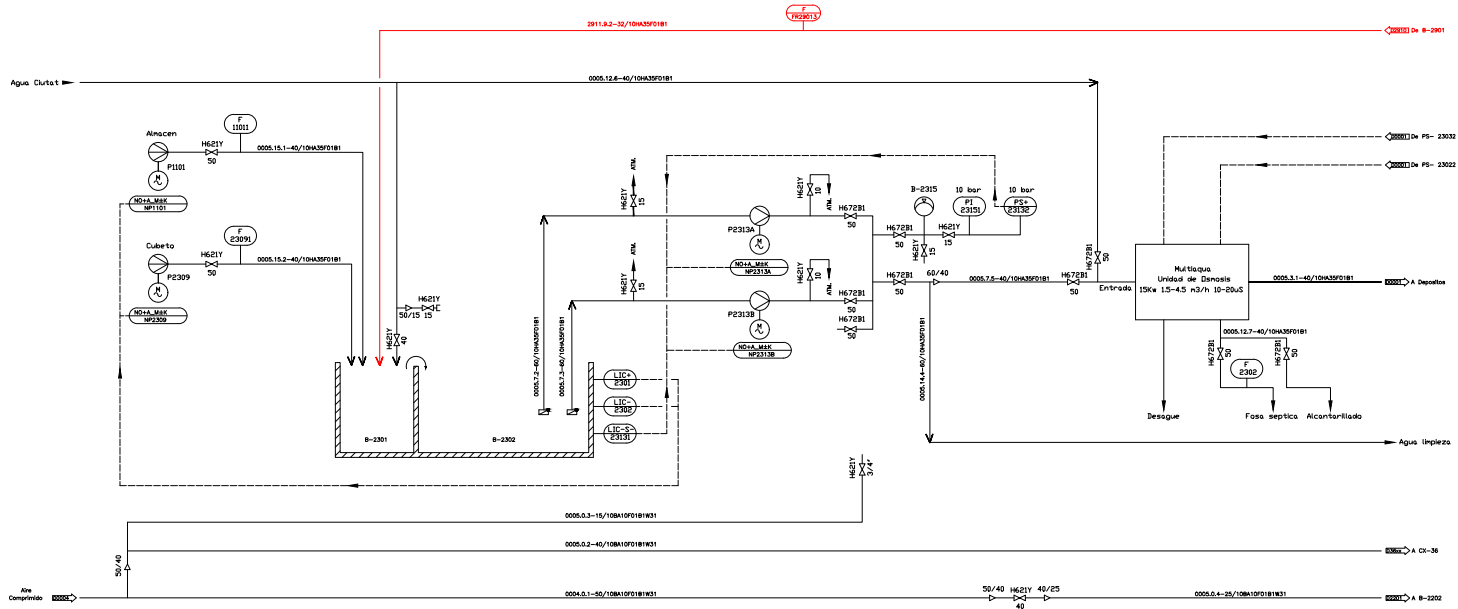 F
FR29013
2911.9.2-32/10HA35F01B1
De B-2901
Agua Ciutat
0005.12.6-40/10HA35F01B1
Almacen
H621Y
50
F
11011
0005.15.1-40/10HA35F01B1
P1101
M
NO+A_M±K
NP1101
Cubeto
H621Y
50
F
23091
0005.15.2-40/10HA35F01B1
P2309
M
NO+A_M±K
NP2309
H621Y
50/15 15
H621Y
40
B-2301
B-2302
0005.7.2-60/10HA35F01B1
0005.7.3-60/10HA35F01B1
LIC+
2301
LIC-
2302
LIC-S-
23131
ATM.
H621Y
15
ATM.
H621Y
15
P2313A
M
NO+A_M±K
NP2313A
P2313B
M
NO+A_M±K
NP2313B
H621Y
10
ATM.
H672B1
50
H621Y
10
ATM.
H672B1
50
H672B1
50
B-2315
10 bar
PI
23151
10 bar
PS+
23132
H672B1
50
H621Y
15
H621Y
15
H672B1
50
60/40
0005.7.5-40/10HA35F01B1
H672B1
50
H672B1
50
Entrada
0005.14.4-60/10HA35F01B1
De PS- 23032
De PS- 23022
Multiaqua
Unidad de Osmosis
15Kw 1.5-4.5 m3/h 10-20uS
0005.3.1-40/10HA35F01B1
A Depositos
0005.12.7-40/10HA35F01B1
H672B1
50
H672B1
50
F
2302
Desague
Fosa septica
Alcantarillado
Agua limpieza
H621Y
3/4"
0005.0.3-15/10BA10F01B1W31
0005.0.2-40/10BA10F01B1W31
A CX-36
50/40
Aire
Comprimido
00004
0004.0.1-50/10BA10F01B1W31
50/40
H621Y
40
40/25
0005.0.4-25/10BA10F01B1W31
A B-2202